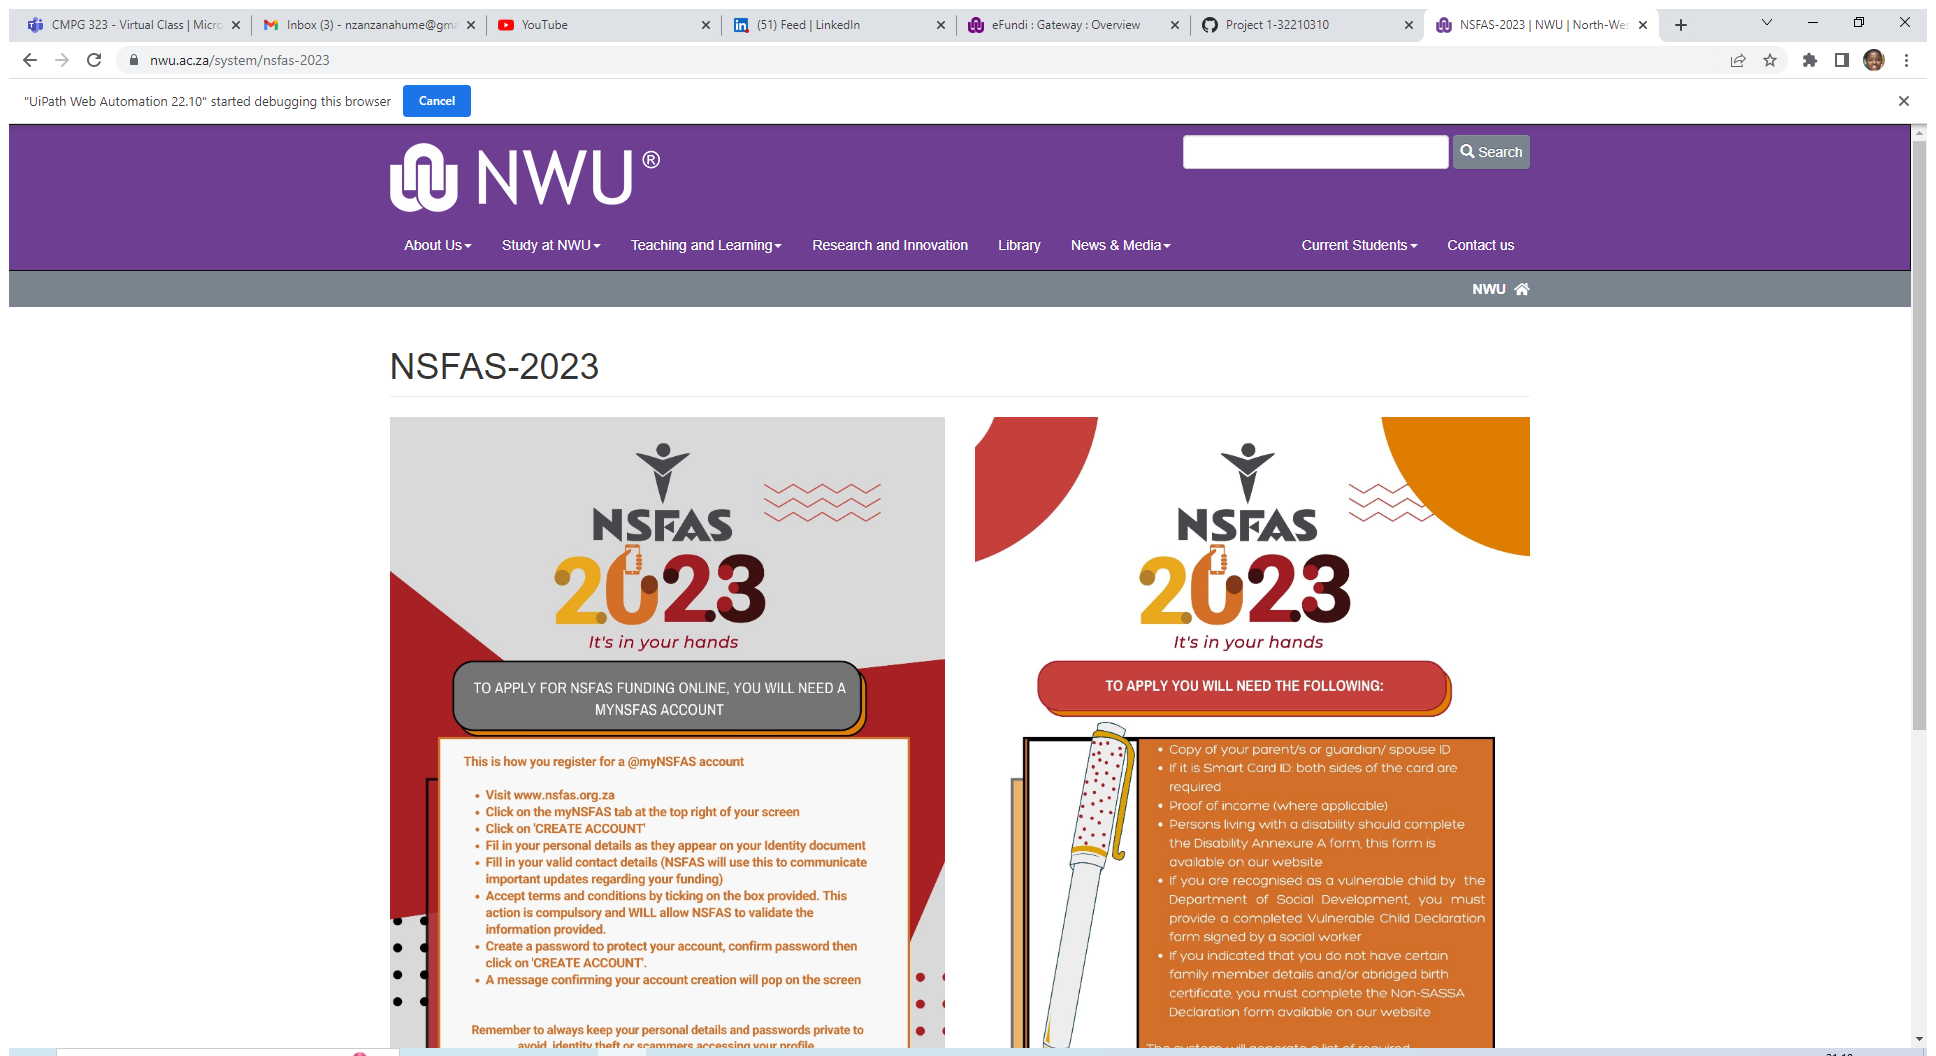 CMPG 323 - Virtual Class | Micro
Inbox (3) - nzanzanahume@gma
YouTube
(51) Feed | LinkedIn
eFundi : Gateway : Overview
Project 1-32210310
NSFAS-2023 | NWU | North-Wes
nwu.ac.za/system/nsfas-2023
"UiPath Web Automation 22.10" started debugging this browser
Cancel
NWU®
Search
About Us
Study at NWU
Teaching and Learning
Research and Innovation
Library
News & Media
Current Students
Contact us
NWU
NSFAS-2023
NSFAS
2023
It's in your hands
TO APPLY FOR NSFAS FUNDING ONLINE, YOU WILL NEED A
MYNSFAS ACCOUNT
This is how you register for a @myNSFAS account
• Visit www.nsfas.org.za
• Click on the myNSFAS tab at the top right of your screen
• Click on 'CREATE ACCOUNT'
• Fil in your personal details as they appear on your Identity document
• Fill in your valid contact details (NSFAS will use this to communicate
important updates regarding your funding)
• Accept terms and conditions by ticking on the box provided. This
action is compulsory and WILL allow NSFAS to validate the
information provided.
• Create a password to protect your account, confirm password then
click on 'CREATE ACCOUNT'.
• A message confirming your account creation will pop on the screen
Remember to always keep your personal details and passwords private to
avoid identity theft or scammers accessing your profile
NSFAS
2023
It's in your hands
TO APPLY YOU WILL NEED THE FOLLOWING:
• Copy of your parent/s or guardian/ spouse ID
• If it is Smart Card ID: both sides of the card are
required
• Proof of income (where applicable)
• Persons living with a disability should complete
the Disability Annexure A form, this form is
available on our website
• If you are recognised as a vulnerable child by the
Department of Social Development, you must
provide a completed Vulnerable Child Declaration
form signed by a social worker
• If you indicated that you do not have certain
family member details and/or abridged birth
certificate, you must complete the Non-SASSA
Declaration form available on our website
The system will generate a list of required